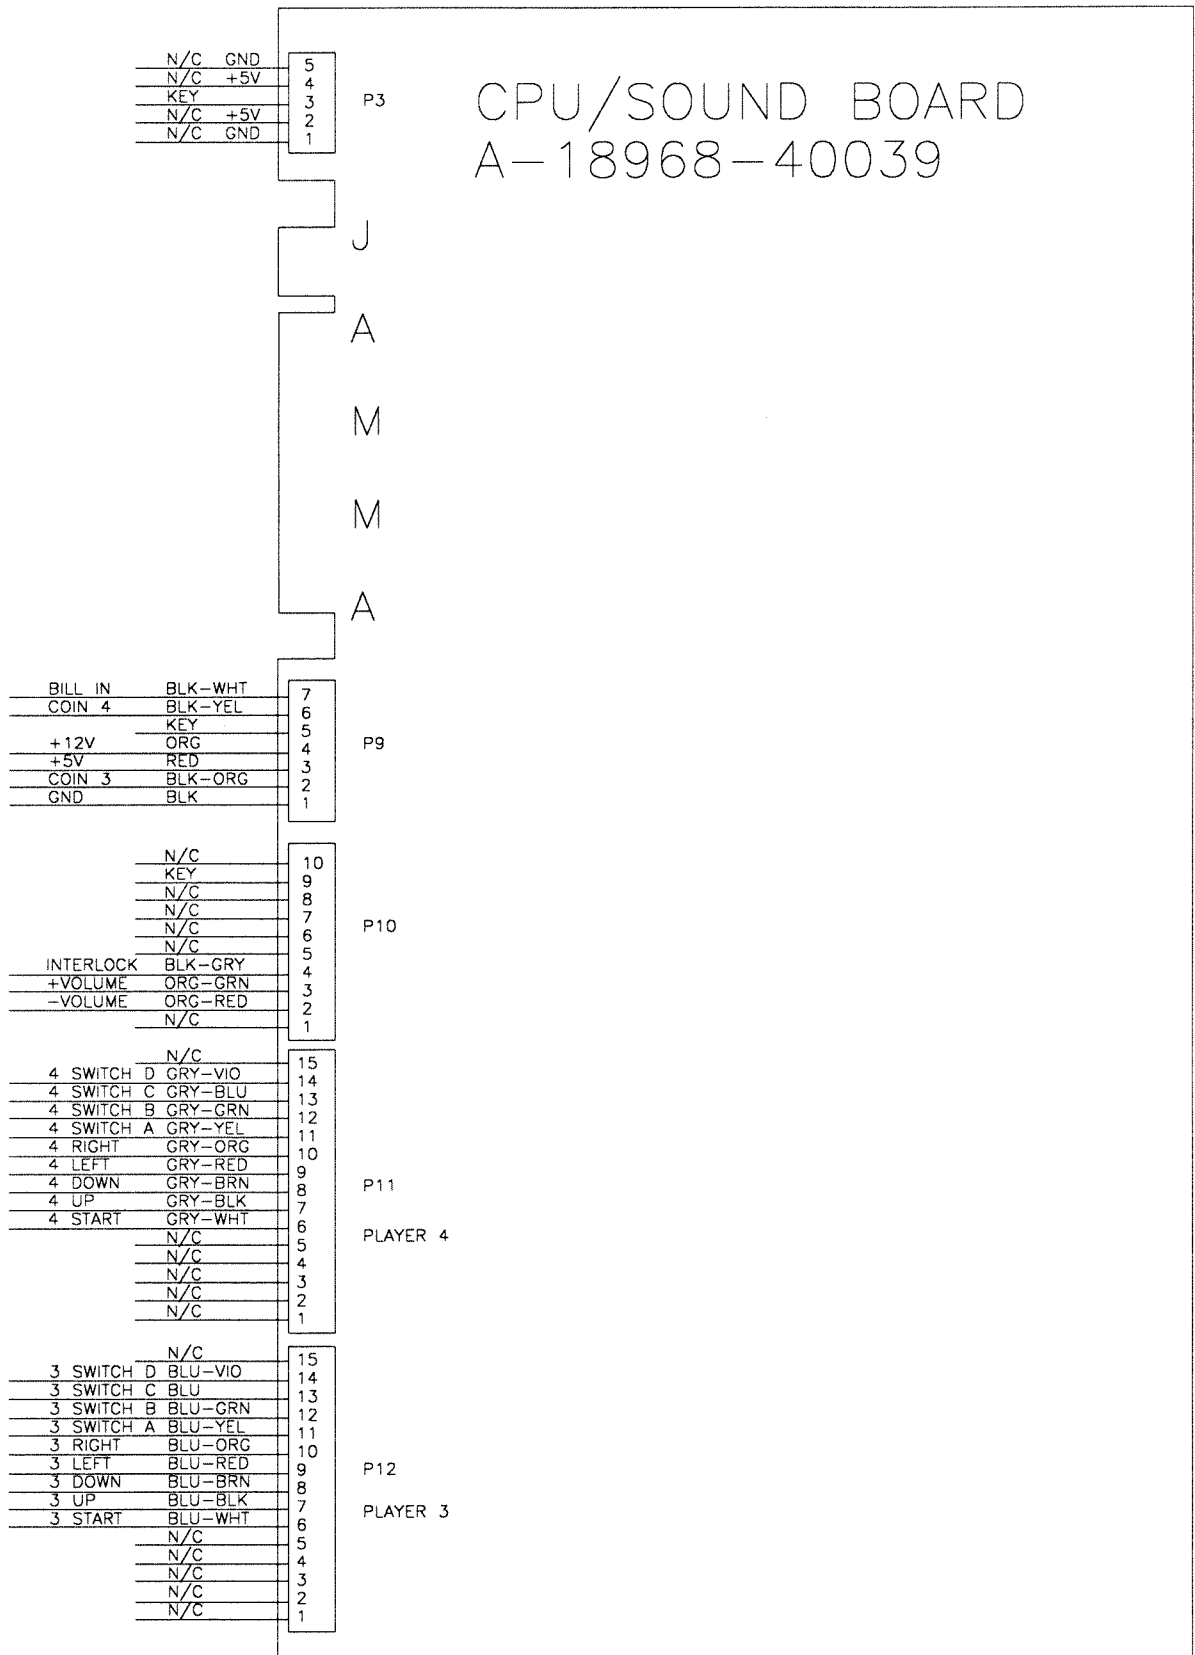 CPU/SOUND BOARD
A-18968-40039
N/C GND 5
N/C +5V 4
KEY 3
N/C +5V 2
N/C GND 1
P3
J
A
M
M
A
BILL IN BLK-WHT 7
COIN 4 BLK-YEL 6
KEY 5
+12V ORG 4
+5V RED 3
COIN 3 BLK-ORG 2
GND BLK 1
P9
N/C 10
KEY 9
N/C 8
N/C 7
N/C 6
N/C 5
INTERLOCK BLK-GRY 4
+VOLUME ORG-GRN 3
-VOLUME ORG-RED 2
N/C 1
P10
N/C 15
4 SWITCH D GRY-VIO 14
4 SWITCH C GRY-BLU 13
4 SWITCH B GRY-GRN 12
4 SWITCH A GRY-YEL 11
4 RIGHT GRY-ORG 10
4 LEFT GRY-RED 9
4 DOWN GRY-BRN 8
4 UP GRY-BLK 7
4 START GRY-WHT 6
N/C 5
N/C 4
N/C 3
N/C 2
N/C 1
P11
PLAYER 4
N/C 15
3 SWITCH D BLU-VIO 14
3 SWITCH C BLU 13
3 SWITCH B BLU-GRN 12
3 SWITCH A BLU-YEL 11
3 RIGHT BLU-ORG 10
3 LEFT BLU-RED 9
3 DOWN BLU-BRN 8
3 UP BLU-BLK 7
3 START BLU-WHT 6
N/C 5
N/C 4
N/C 3
N/C 2
N/C 1
P12
PLAYER 3